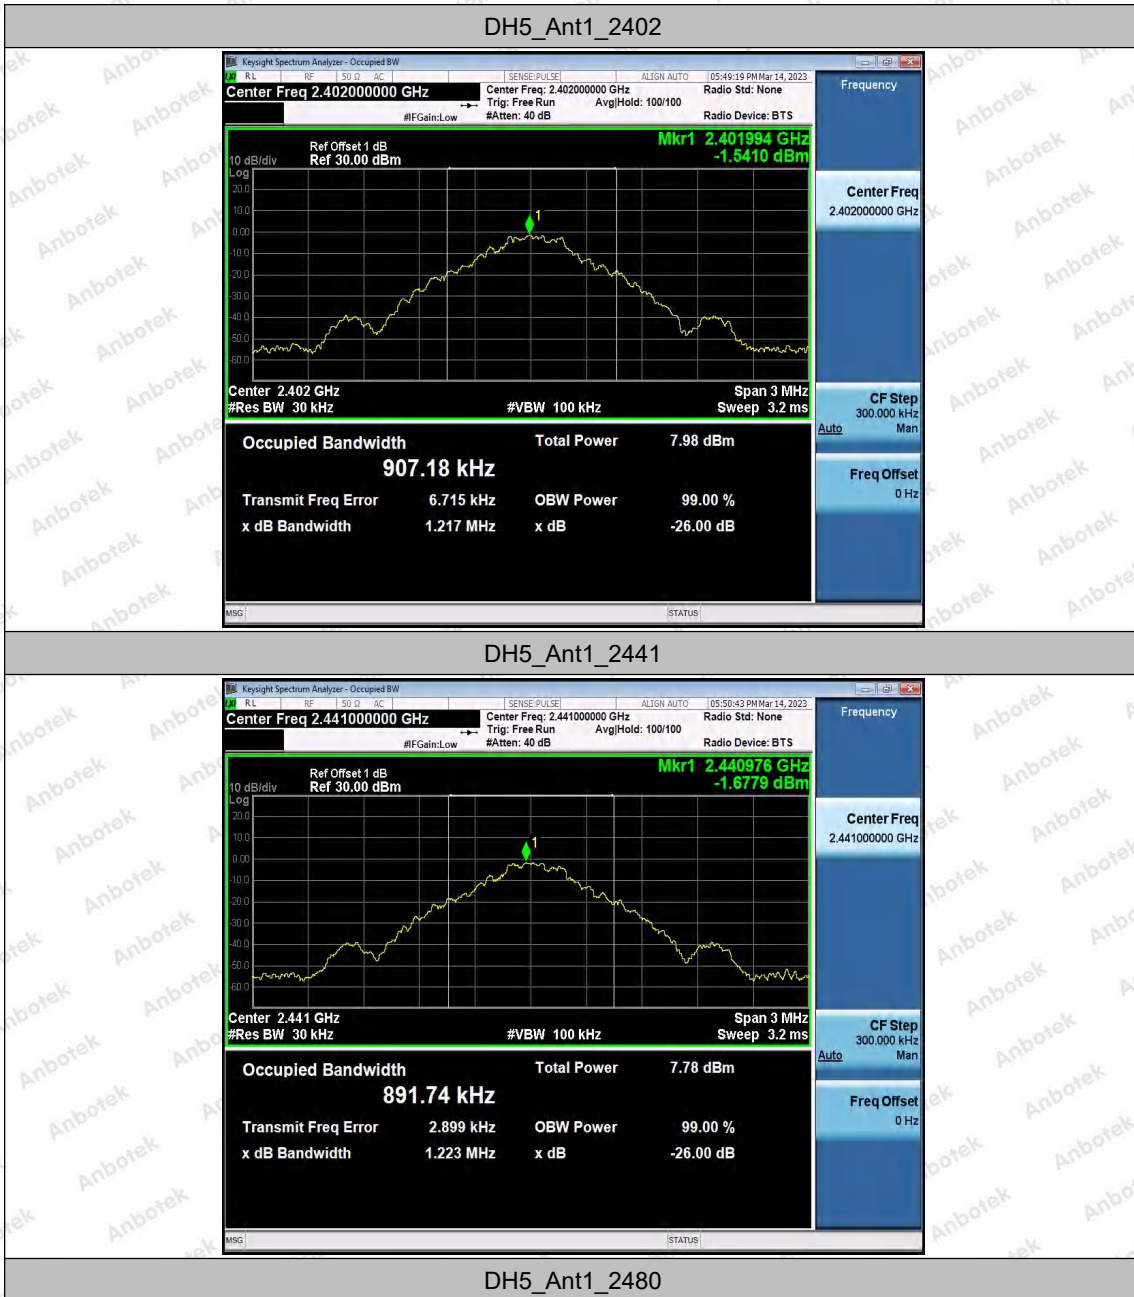 DH5_Ant1_2402
Keysight Spectrum Analyzer - Occupied BW
LXI RL RF 50 Ω AC SENSE:PULSE ALIGN AUTO 05:49:19 PM Mar 14, 2023
Center Freq 2.402000000 GHz
Center Freq: 2.402000000 GHz
Radio Std: None
Trig: Free Run Avg|Hold: 100/100
#IFGain:Low #Atten: 40 dB Radio Device: BTS
Frequency
Mkr1 2.401994 GHz
-1.5410 dBm
Ref Offset 1 dB
10 dB/div Ref 30.00 dBm
Log
20.0
10.0
0.00
-10.0
-20.0
-30.0
-40.0
-50.0
-60.0
1
Center 2.402 GHz Span 3 MHz
#Res BW 30 kHz #VBW 100 kHz Sweep 3.2 ms
Center Freq
2.402000000 GHz
CF Step
300.000 kHz
Auto Man
Freq Offset
0 Hz
Occupied Bandwidth Total Power 7.98 dBm
907.18 kHz
Transmit Freq Error 6.715 kHz OBW Power 99.00 %
x dB Bandwidth 1.217 MHz x dB -26.00 dB
MSG STATUS
DH5_Ant1_2441
Keysight Spectrum Analyzer - Occupied BW
LXI RL RF 50 Ω AC SENSE:PULSE ALIGN AUTO 05:50:43 PM Mar 14, 2023
Center Freq 2.441000000 GHz
Center Freq: 2.441000000 GHz
Radio Std: None
Trig: Free Run Avg|Hold: 100/100
#IFGain:Low #Atten: 40 dB Radio Device: BTS
Frequency
Mkr1 2.440976 GHz
-1.6779 dBm
Ref Offset 1 dB
10 dB/div Ref 30.00 dBm
Log
20.0
10.0
0.00
-10.0
-20.0
-30.0
-40.0
-50.0
-60.0
1
Center 2.441 GHz Span 3 MHz
#Res BW 30 kHz #VBW 100 kHz Sweep 3.2 ms
Center Freq
2.441000000 GHz
CF Step
300.000 kHz
Auto Man
Freq Offset
0 Hz
Occupied Bandwidth Total Power 7.78 dBm
891.74 kHz
Transmit Freq Error 2.899 kHz OBW Power 99.00 %
x dB Bandwidth 1.223 MHz x dB -26.00 dB
MSG STATUS
DH5_Ant1_2480